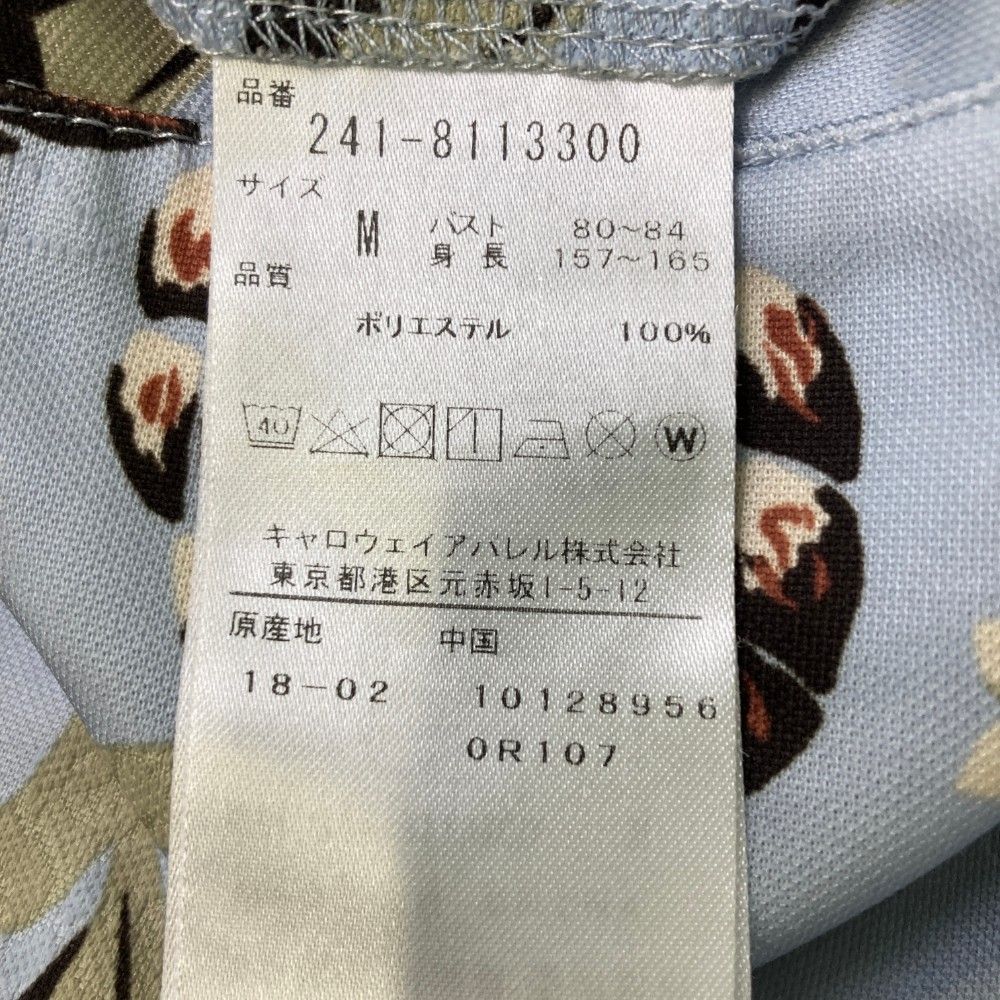 品番
241-8113300
サイズ
M バスト 80~84
身長 157~165
品質
ポリエステル 100%
40 W
キャロウェイアパレル株式会社
東京都港区元赤坂1-5-12
原産地 中国
18-02 10128956
0R107